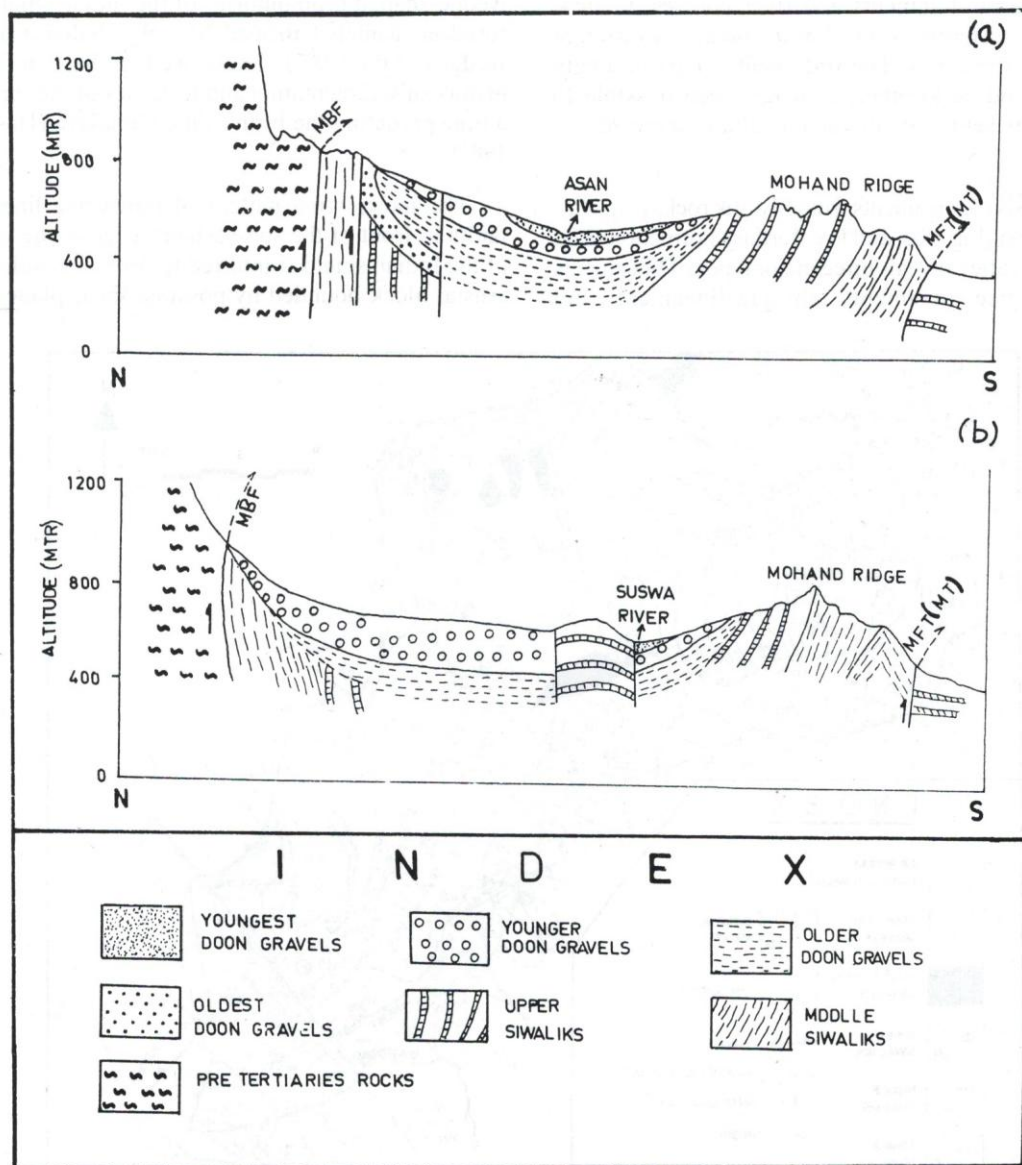 (a)
1200
800
400
0
ALTITUDE (MTR)
MBF
ASAN
RIVER
MOHAND RIDGE
MFT(MT)
N
S
(b)
1200
800
400
0
ALTITUDE (MTR)
MBF
SUSWA
RIVER
MOHAND RIDGE
MFT(MT)
N
S
I N D E X
YOUNGEST
DOON GRAVELS
YOUNGER
DOON GRAVELS
OLDER
DOON GRAVELS
OLDEST
DOON GRAVELS
UPPER
SIWALIKS
MDDLLE
SIWALIKS
PRE TERTIARIES ROCKS